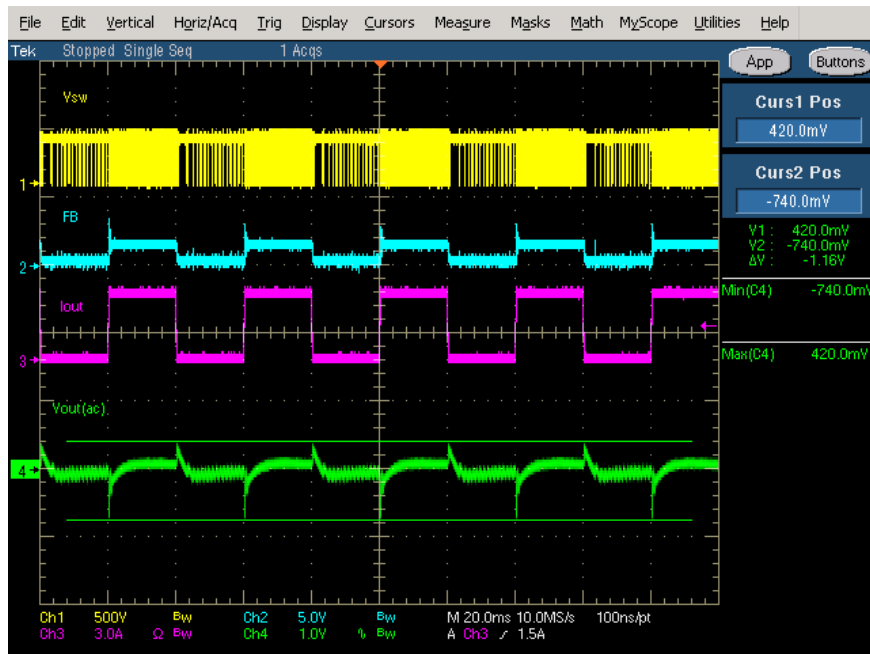 File Edit Vertical Horiz/Acq Trig Display Cursors Measure Masks Math MyScope Utilities Help
Tek Stopped Single Seq 1 Acqs
App Buttons
Curs1 Pos
420.0mV
Curs2 Pos
-740.0mV
V1 : 420.0mV
V2 : -740.0mV
ΔV : -1.16V
Min(C4) -740.0mV
Max(C4) 420.0mV
Vsw
1
FB
2
Iout
3
Vout(ac)
4
Ch1 500V Bw Ch2 5.0V Bw M 20.0ms 10.0MS/s 100ns/pt
Ch3 3.0A Ω Bw Ch4 1.0V Bw A Ch3 1.5A